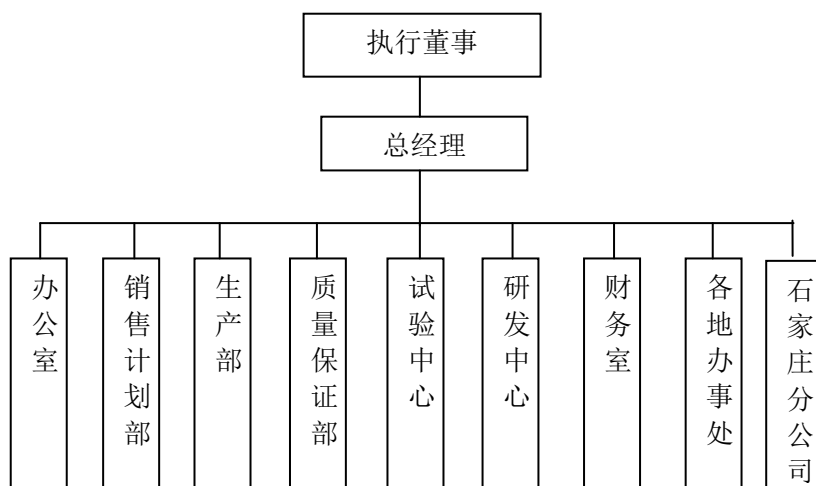 执行董事
总经理
办公室
销售计划部
生产部
质量保证部
试验中心
研发中心
财务室
各地办事处
石家庄分公司